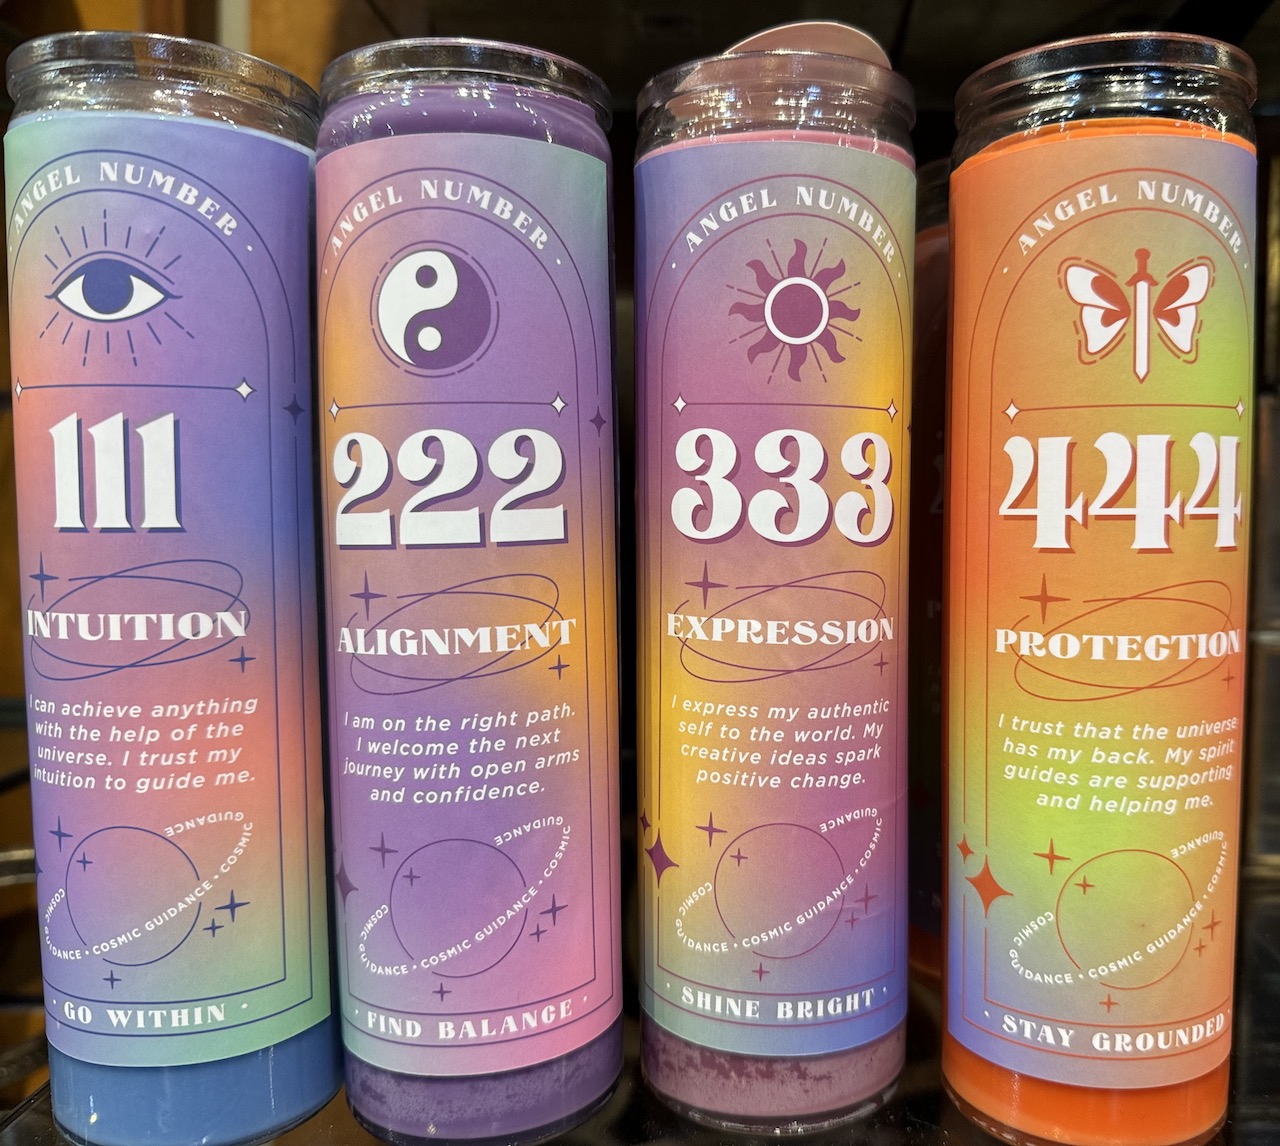 ANGEL NUMBER
111
INTUITION
I can achieve anything
with the help of the
universe. I trust my
intuition to guide me.
COSMIC GUIDANCE • COSMIC GUIDANCE • COSMIC GUIDANCE
· GO WITHIN ·
· ANGEL NUMBER ·
222
ALIGNMENT
I am on the right path.
I welcome the next
journey with open arms
and confidence.
COSMIC GUIDANCE • COSMIC GUIDANCE • COSMIC GUIDANCE
· FIND BALANCE ·
· ANGEL NUMBER ·
333
EXPRESSION
I express my authentic
self to the world. My
creative ideas spark
positive change.
COSMIC GUIDANCE • COSMIC GUIDANCE • COSMIC GUIDANCE
· SHINE BRIGHT ·
· ANGEL NUMBER ·
444
PROTECTION
I trust that the universe
has my back. My spirit
guides are supporting
and helping me.
COSMIC GUIDANCE • COSMIC GUIDANCE • COSMIC GUIDANCE
· STAY GROUNDED ·